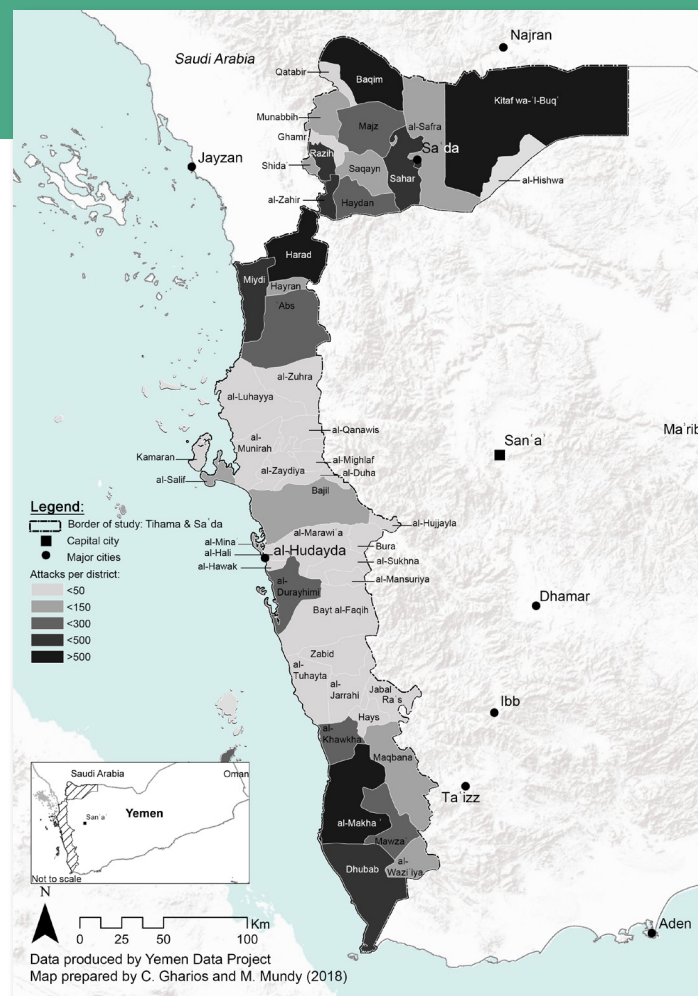 Najran
Saudi Arabia
Qatabir
Baqim
Kitaf wa-'l-Buq'
Munabbih
Majz
al-Safra
Ghamr
Razih
Sa'da
Jayzan
Shida'
Saqayn
Sahar
al-Hishwa
al-Zahir
Haydan
Harad
Miydi
Hayran
Abs
al-Zuhra
al-Luhayya
al-Qanawis
al-
Munirah
San'a'
Ma'rib
Kamaran
al-Mighlaf
al-Zaydiya
al-Duha
al-Salif
Bajil
al-Hujjayla
al-Marawi'a
al-Mina
al-Hali
al-Hudayda
Bura
al-Hawak
al-Sukhna
al-Mansuriya
al-
Durayhimi
Dhamar
Bayt al-Faqih
Zabid
al-
Tuhayta
al-
Jarrahi
Jabal
Ra's
Ibb
Hays
al-
Khawkha
Maqbana
Ta'izz
al-Makha'
Mawza
Dhubab
al-
Wazi'iya
Aden
Legend:
Border of study: Tihama & Sa'da
Capital city
Major cities
Attacks per district:
<50
<150
<300
<500
>500
Saudi Arabia
Oman
San'a'
Yemen
Not to scale
N
Km
0 25 50 100
Data produced by Yemen Data Project
Map prepared by C. Gharios and M. Mundy (2018)